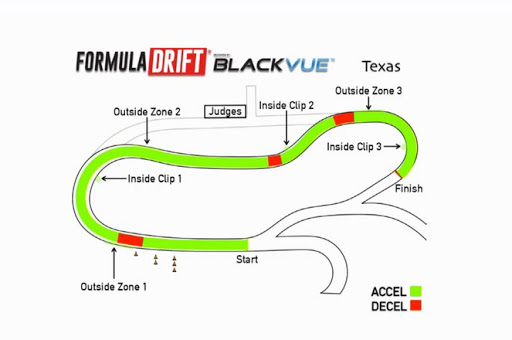 FORMULA DRIFT BLACKVUE Texas
Outside Zone 3
Outside Zone 2
Judges
Inside Clip 2
Inside Clip 3
Inside Clip 1
Finish
Start
Outside Zone 1
ACCEL
DECEL